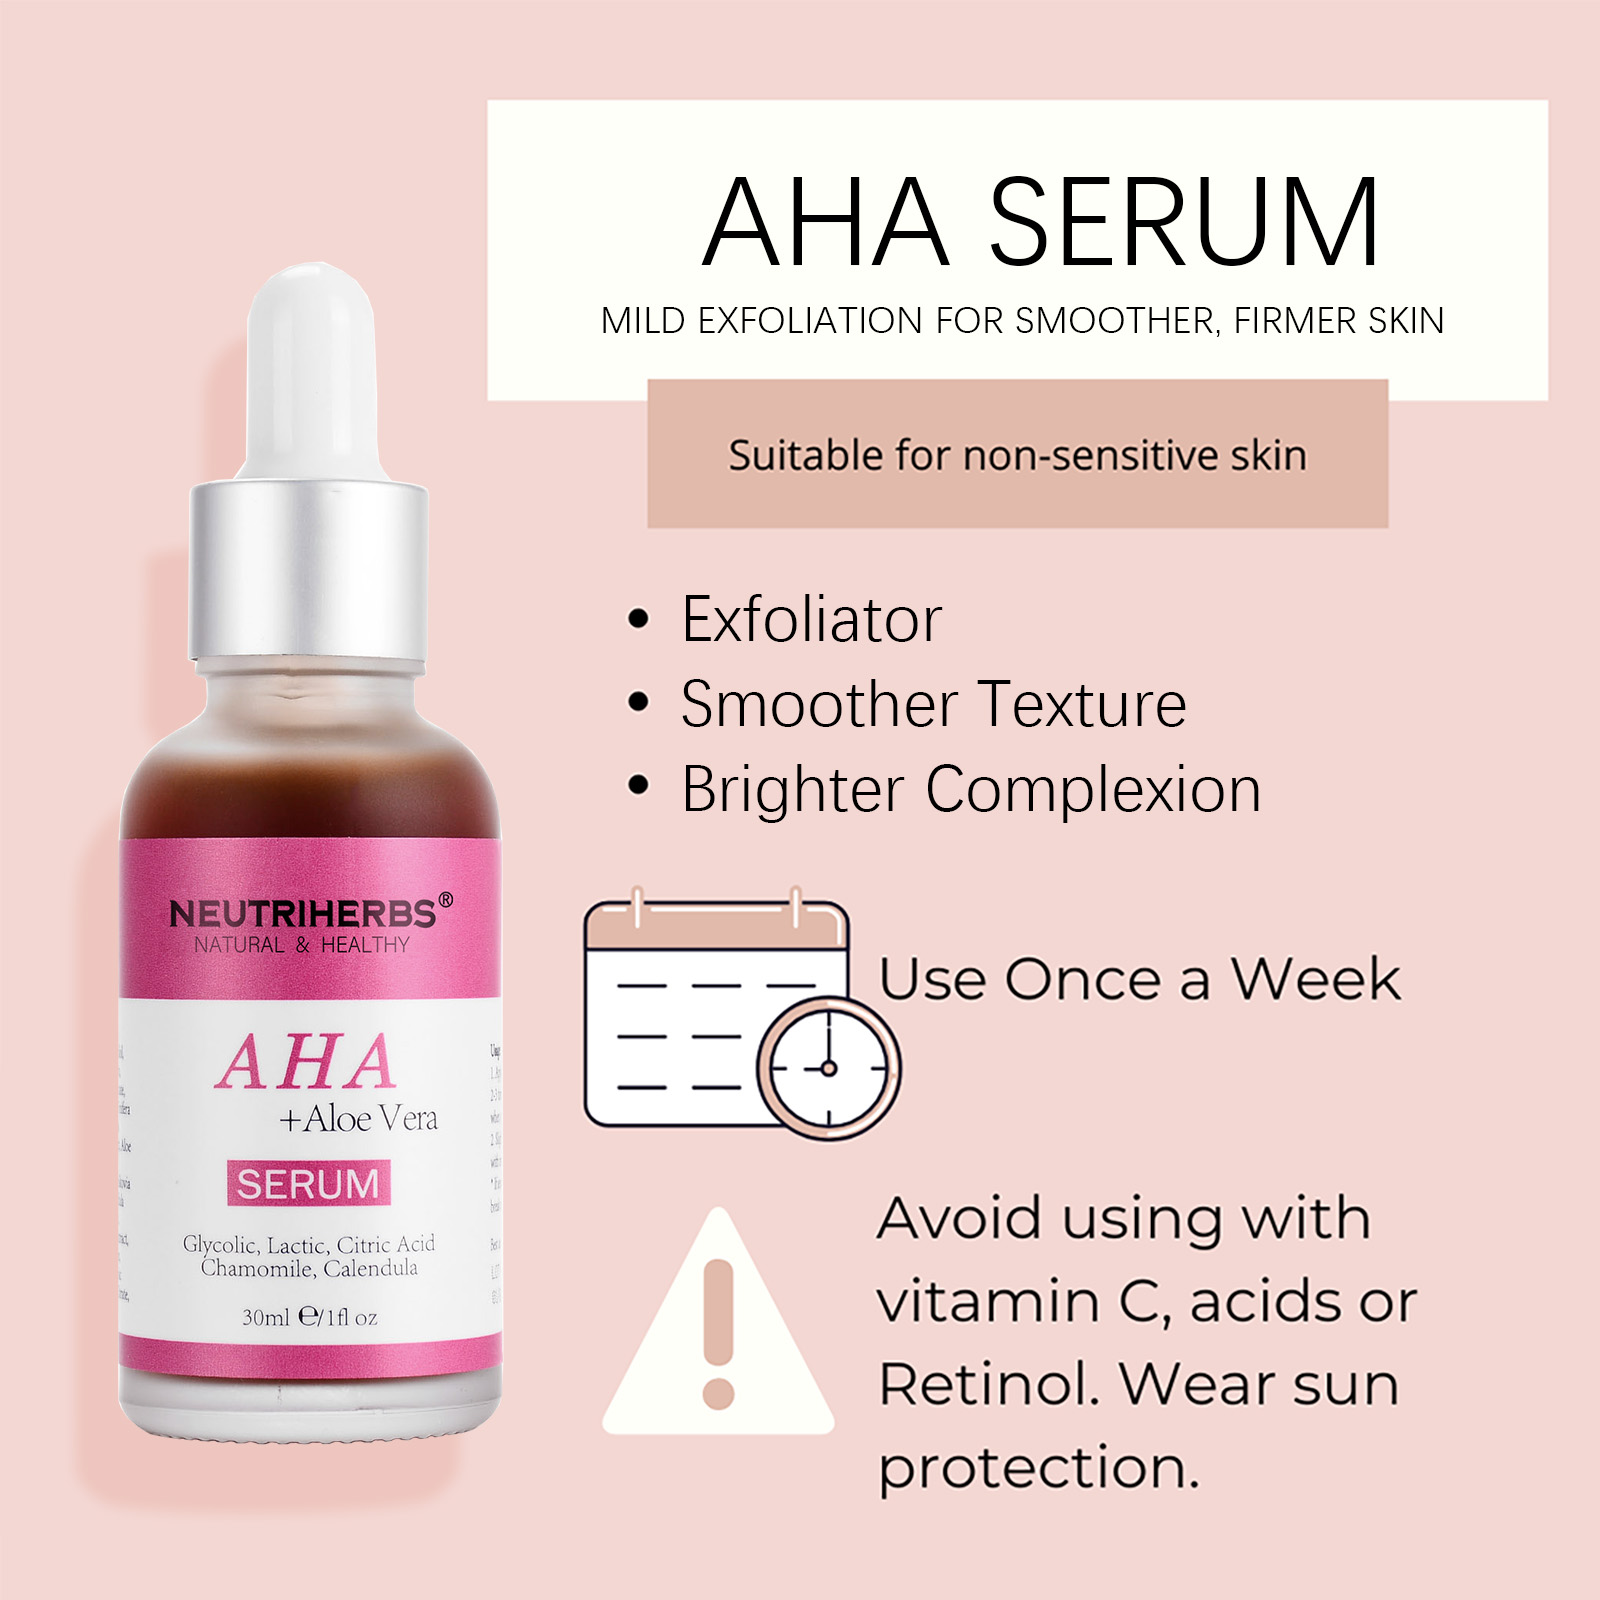 AHA SERUM
MILD EXFOLIATION FOR SMOOTHER, FIRMER SKIN
Suitable for non-sensitive skin
• Exfoliator
• Smoother Texture
• Brighter Complexion
Use Once a Week
Avoid using with
vitamin C, acids or
Retinol. Wear sun
protection.
NEUTRIHERBS®
NATURAL & HEALTHY
AHA
+Aloe Vera
SERUM
Glycolic, Lactic, Citric Acid
Chamomile, Calendula
30ml ℮/1fl oz